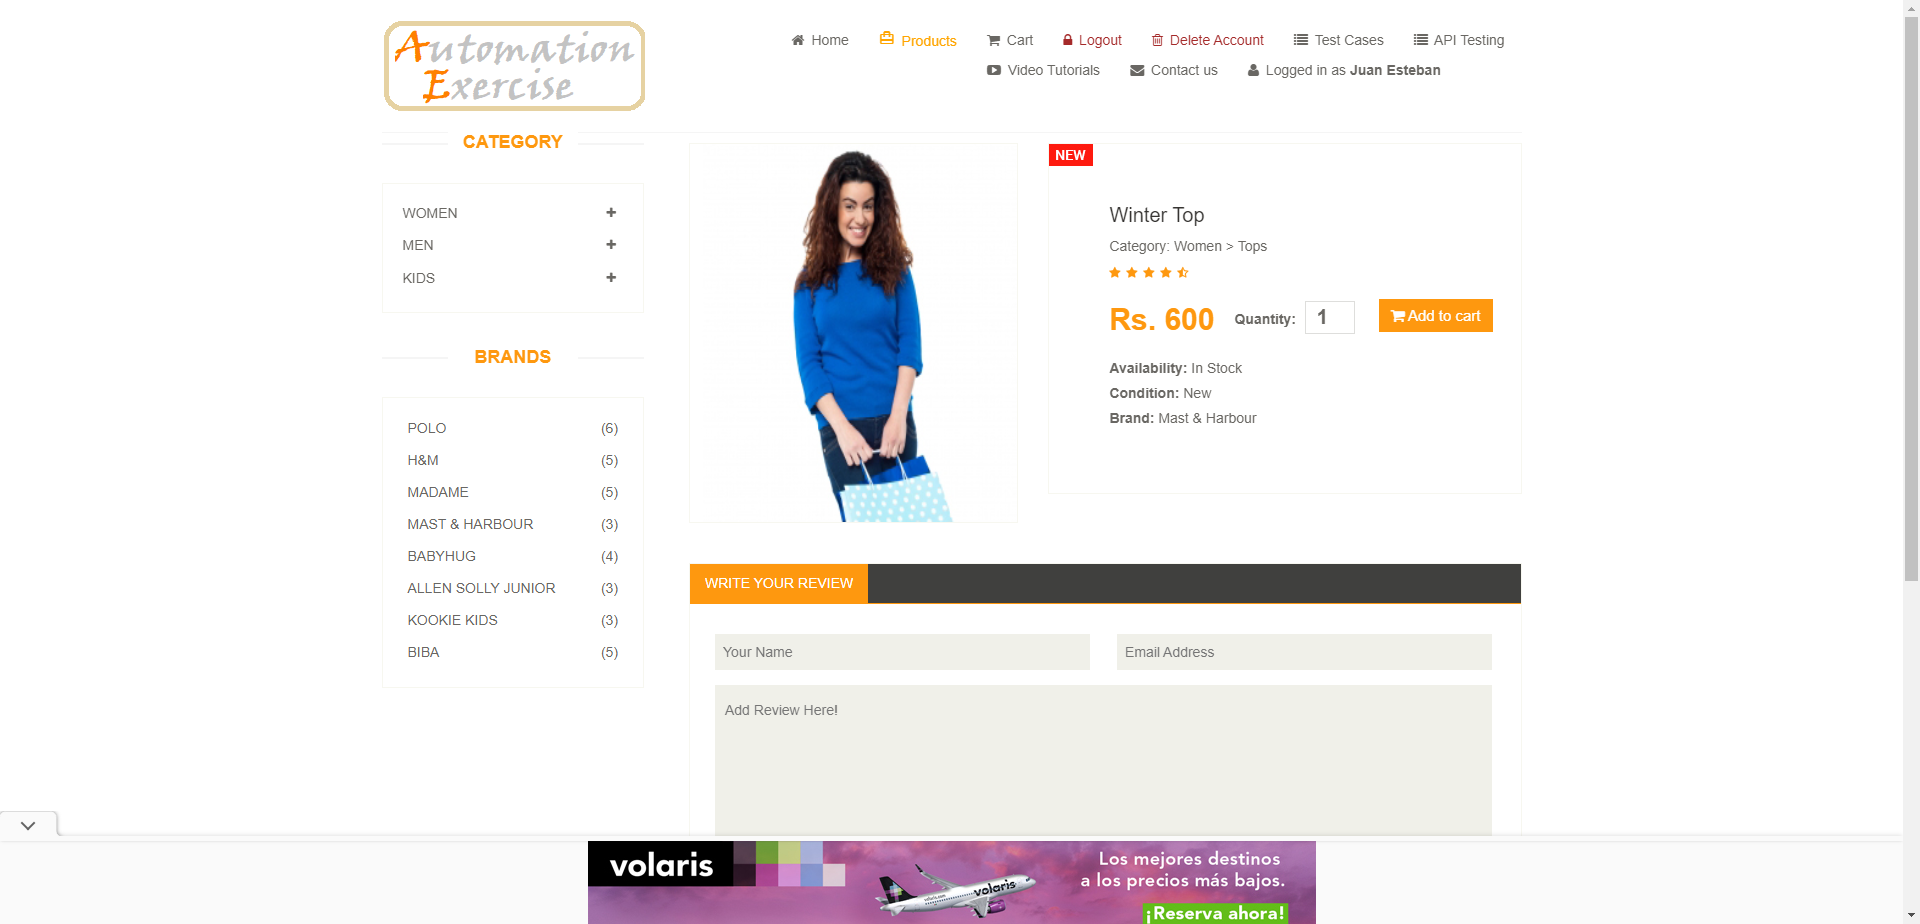 Automation
Exercise
Home Products Cart Logout Delete Account Test Cases API Testing
Video Tutorials Contact us Logged in as Juan Esteban
CATEGORY
WOMEN
MEN
KIDS
BRANDS
POLO (6)
H&M (5)
MADAME (5)
MAST & HARBOUR (3)
BABYHUG (4)
ALLEN SOLLY JUNIOR (3)
KOOKIE KIDS (3)
BIBA (5)
NEW
Winter Top
Category: Women > Tops
Rs. 600 Quantity: 1 Add to cart
Availability: In Stock
Condition: New
Brand: Mast & Harbour
WRITE YOUR REVIEW
Your Name Email Address
Add Review Here!
volaris
volaris
Los mejores destinos
a los precios más bajos.
¡Reserva ahora!